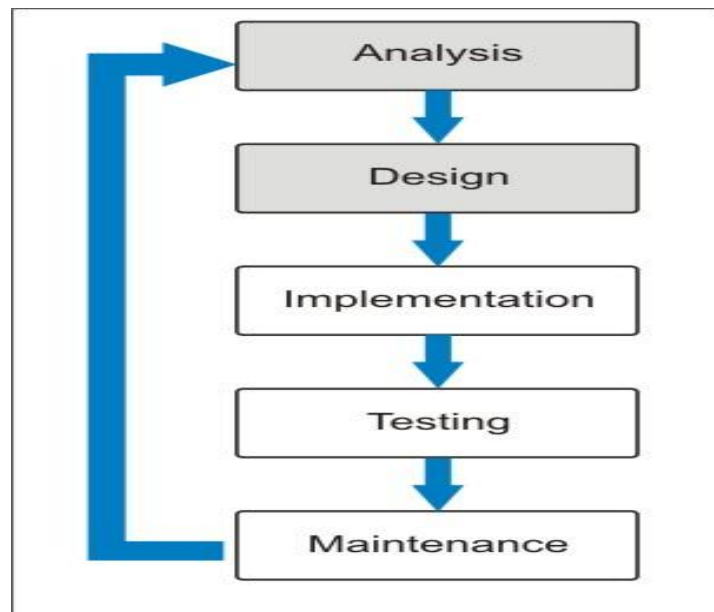 Analysis
Design
Implementation
Testing
Maintenance